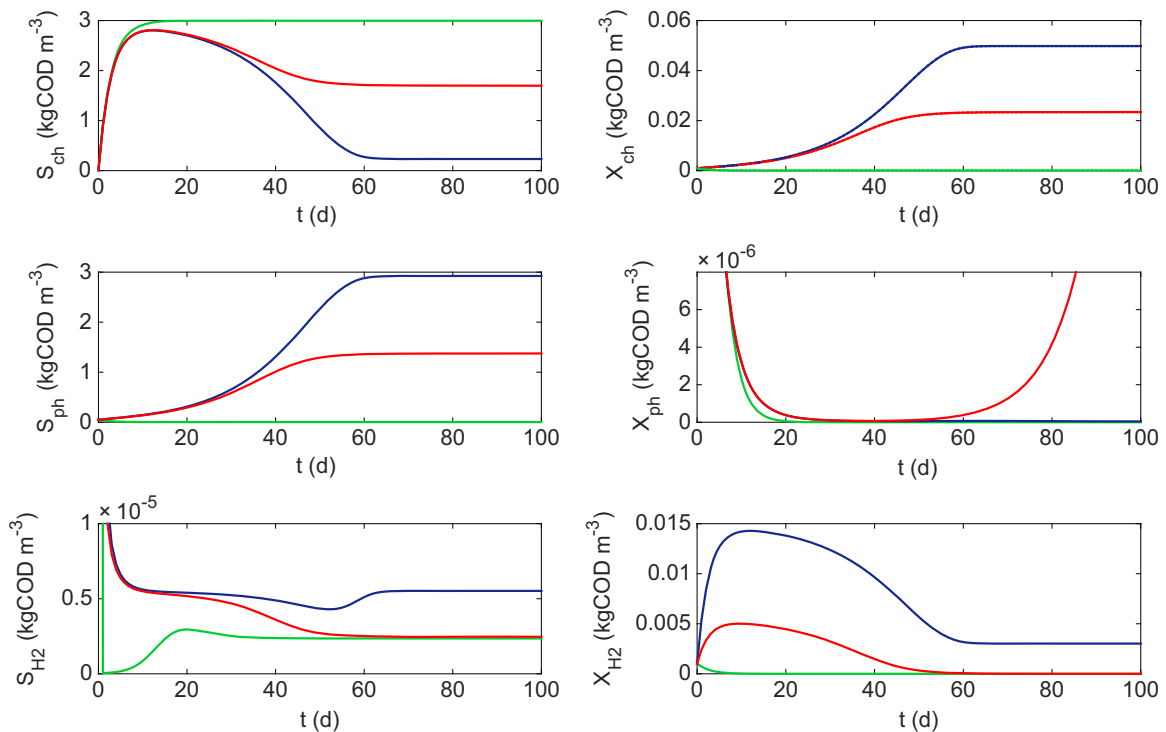 S_ch (kgCOD m⁻³)
3
2
1
0
0 20 40 60 80 100
t (d)
X_ch (kgCOD m⁻³)
0.06
0.04
0.02
0
0 20 40 60 80 100
t (d)
S_ph (kgCOD m⁻³)
3
2
1
0
0 20 40 60 80 100
t (d)
X_ph (kgCOD m⁻³)
× 10⁻⁶
6
4
2
0
0 20 40 60 80 100
t (d)
S_H2 (kgCOD m⁻³)
× 10⁻⁵
1
0.5
0
0 20 40 60 80 100
t (d)
X_H2 (kgCOD m⁻³)
0.015
0.01
0.005
0
0 20 40 60 80 100
t (d)